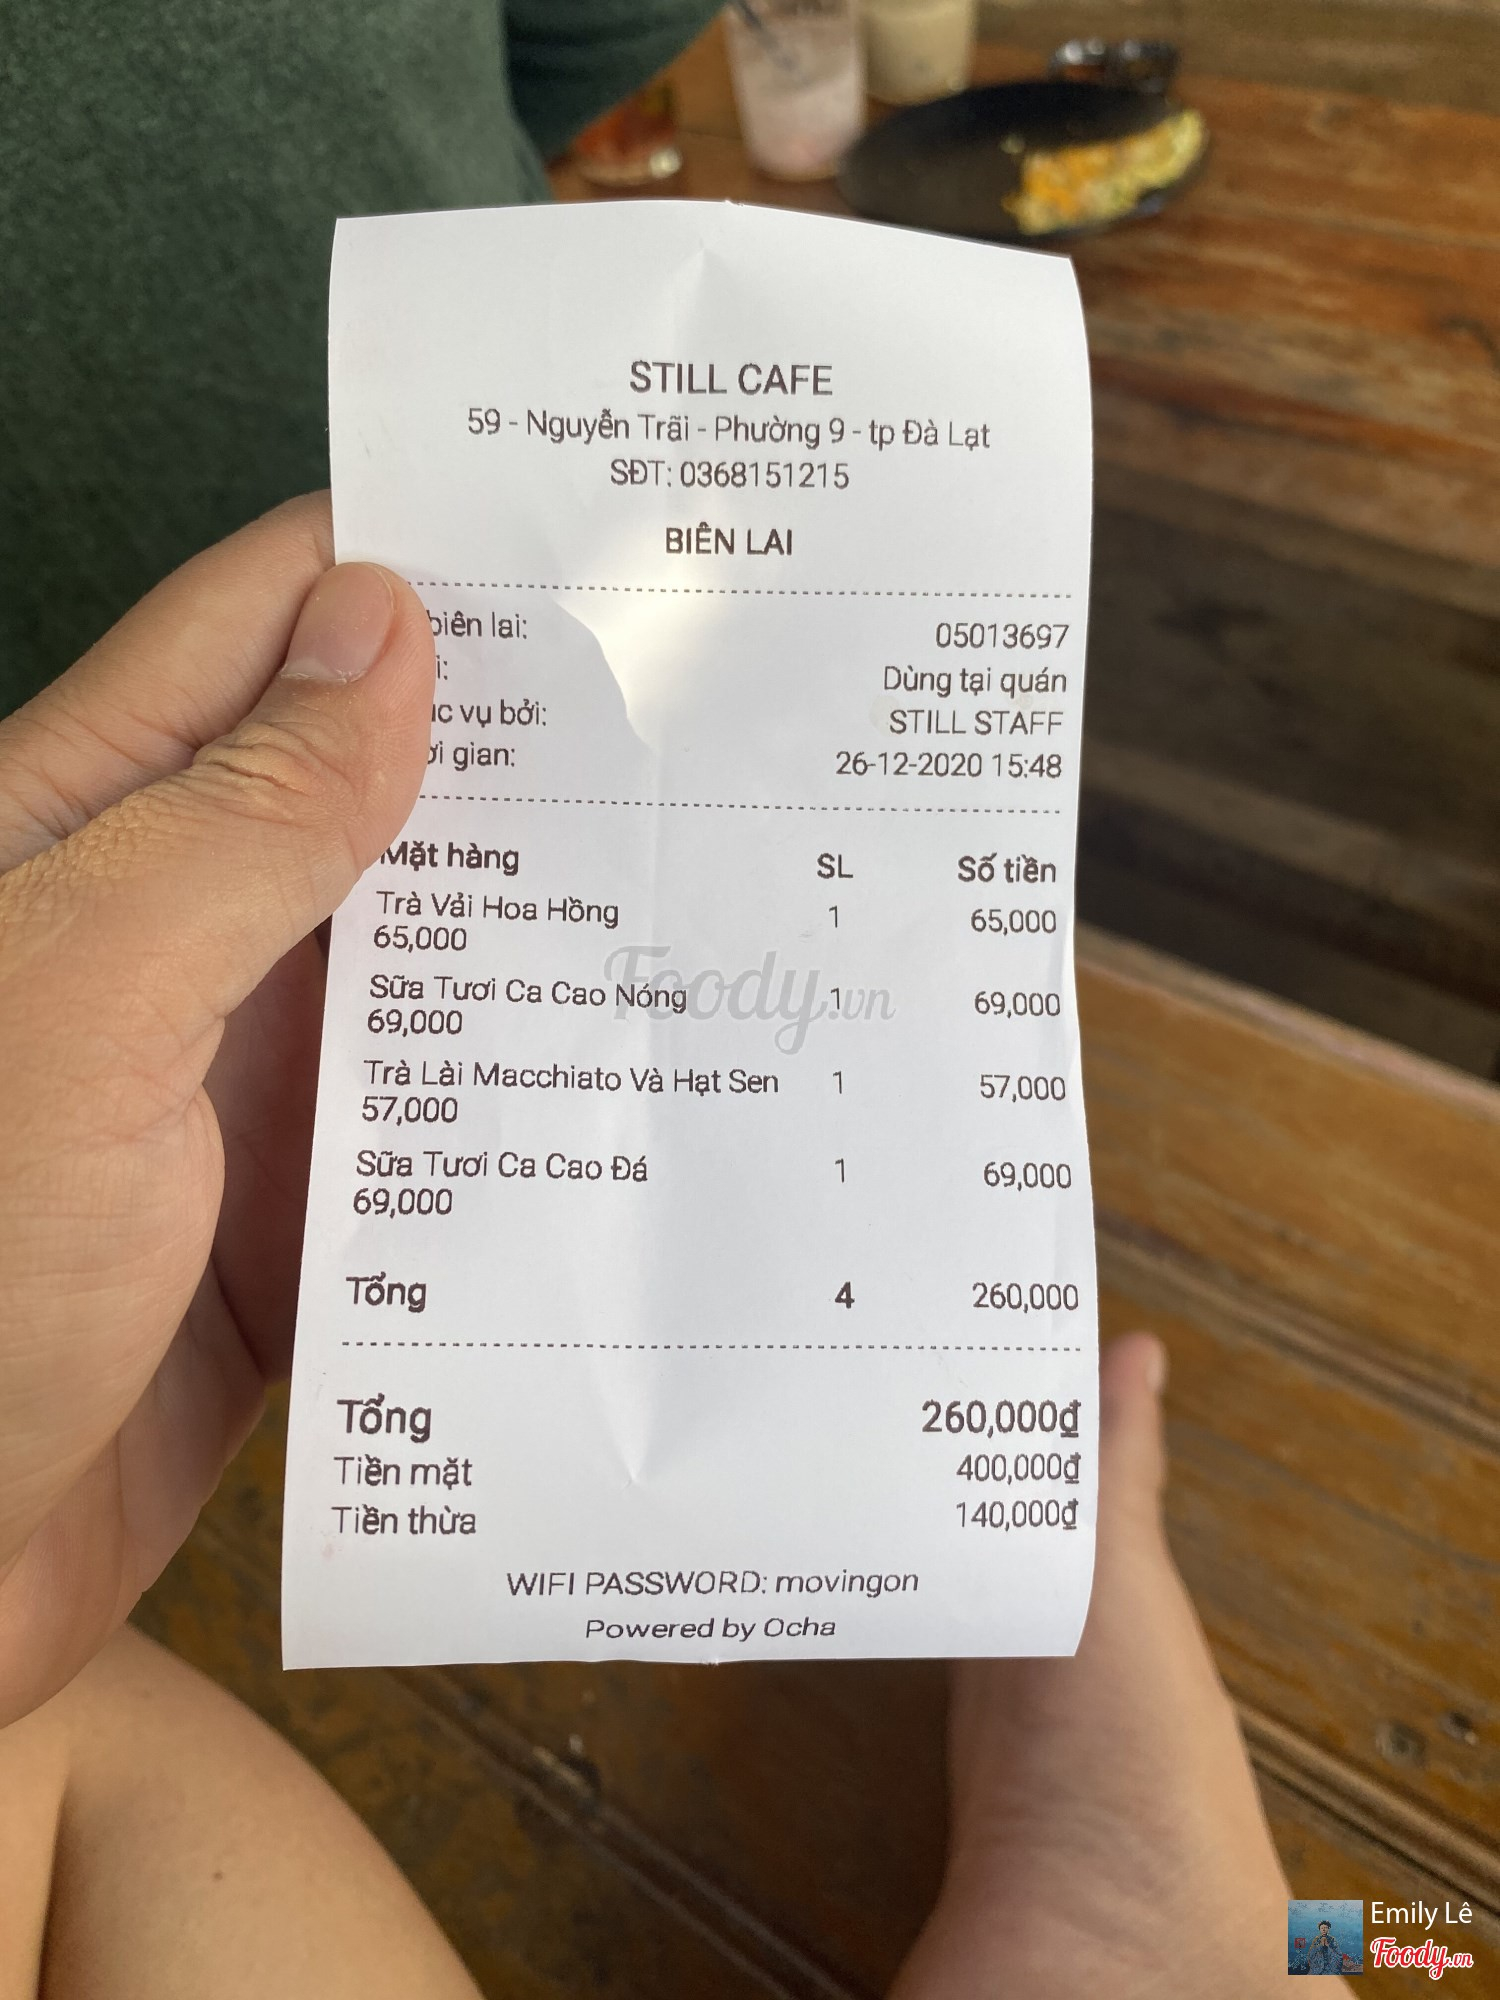 STILL CAFE
59 - Nguyễn Trãi - Phường 9 - tp Đà Lạt
SĐT: 0368151215
BIÊN LAI
biên lai: 05013697
i: Dùng tại quán
vụ bởi: STILL STAFF
gian: 26-12-2020 15:48
Mặt hàng SL Số tiền
Trà Vải Hoa Hồng 1 65,000
65,000
Sữa Tươi Ca Cao Nóng 1 69,000
69,000
Trà Lài Macchiato Và Hạt Sen 1 57,000
57,000
Sữa Tươi Ca Cao Đá 1 69,000
69,000
Tổng 4 260,000
Tổng 260,000₫
Tiền mặt 400,000₫
Tiền thừa 140,000₫
WIFI PASSWORD: movingon
Powered by Ocha
Foody.vn
Emily Lê
Foody.vn